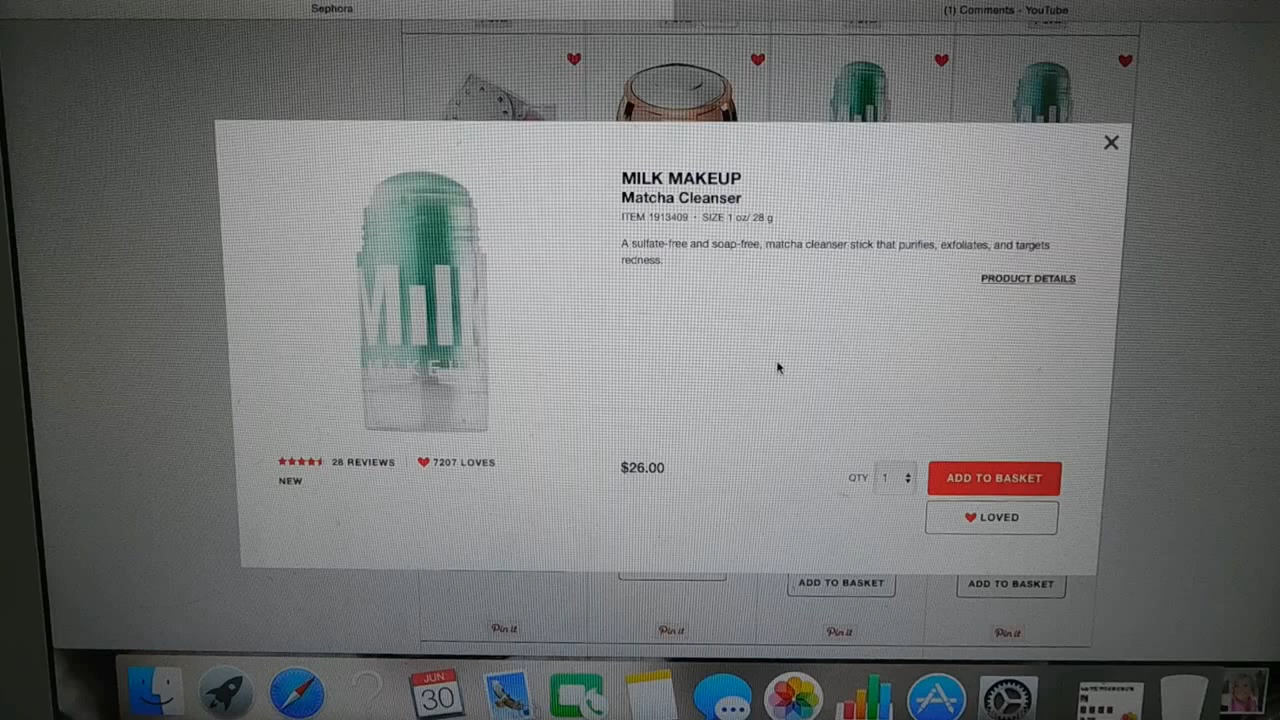 Sephora
(1) Comments - YouTube
MILK MAKEUP
Matcha Cleanser
ITEM 1913409 · SIZE 1 oz/ 28 g
A sulfate-free and soap-free, matcha cleanser stick that purifies, exfoliates, and targets
redness.
PRODUCT DETAILS
MILK
MAKEUP
28 REVIEWS
7207 LOVES
NEW
$26.00
QTY 1
ADD TO BASKET
LOVED
ADD TO BASKET
ADD TO BASKET
Pin it
Pin it
Pin it
Pin it
JUN
30